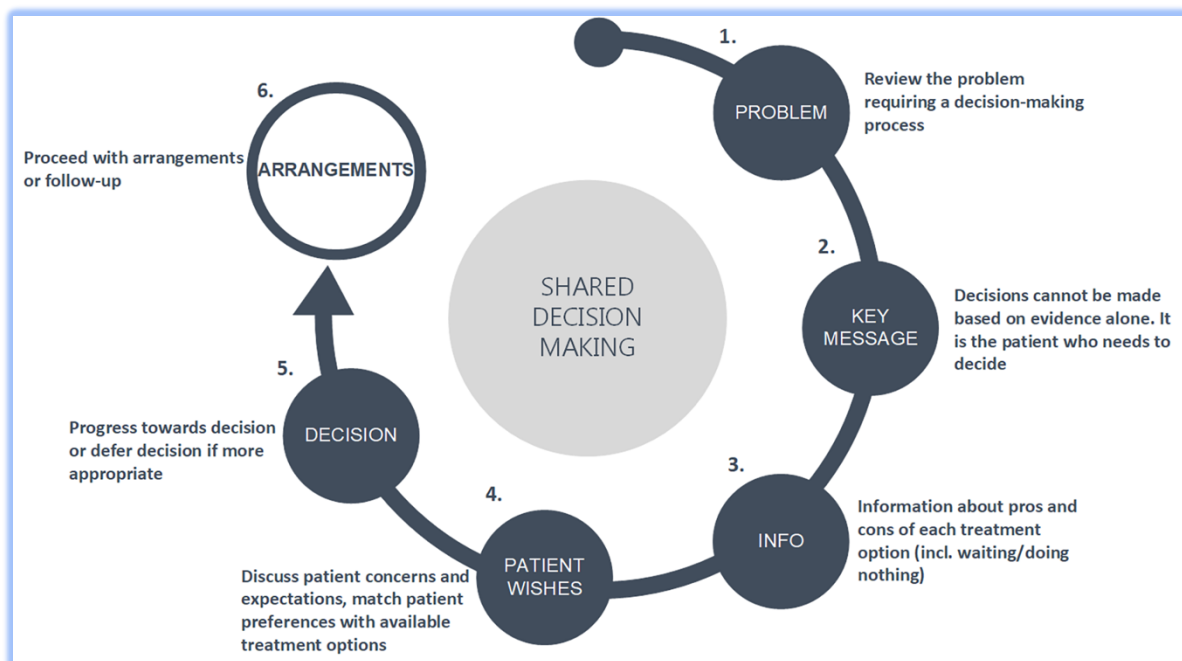 1.
PROBLEM
Review the problem
requiring a decision-making
process
2.
KEY
MESSAGE
Decisions cannot be made
based on evidence alone. It
is the patient who needs to
decide
3.
INFO
Information about pros and
cons of each treatment
option (incl. waiting/doing
nothing)
4.
PATIENT
WISHES
Discuss patient concerns and
expectations, match patient
preferences with available
treatment options
5.
DECISION
Progress towards decision
or defer decision if more
appropriate
6.
ARRANGEMENTS
Proceed with arrangements
or follow-up
SHARED
DECISION
MAKING